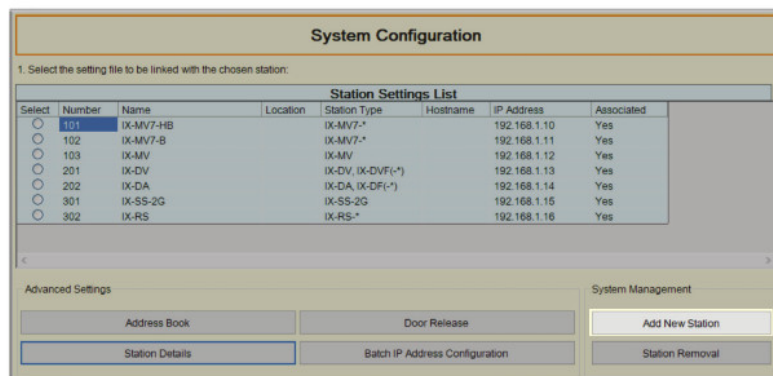 System Configuration
1. Select the setting file to be linked with the chosen station:
Station Settings List
Select Number Name Location Station Type Hostname IP Address Associated
101 IX-MV7-HB IX-MV7-* 192.168.1.10 Yes
102 IX-MV7-B IX-MV7-* 192.168.1.11 Yes
103 IX-MV IX-MV 192.168.1.12 Yes
201 IX-DV IX-DV, IX-DVF(-*) 192.168.1.13 Yes
202 IX-DA IX-DA, IX-DF(-*) 192.168.1.14 Yes
301 IX-SS-2G IX-SS-2G 192.168.1.15 Yes
302 IX-RS IX-RS-* 192.168.1.16 Yes
Advanced Settings System Management
Address Book Door Release Add New Station
Station Details Batch IP Address Configuration Station Removal